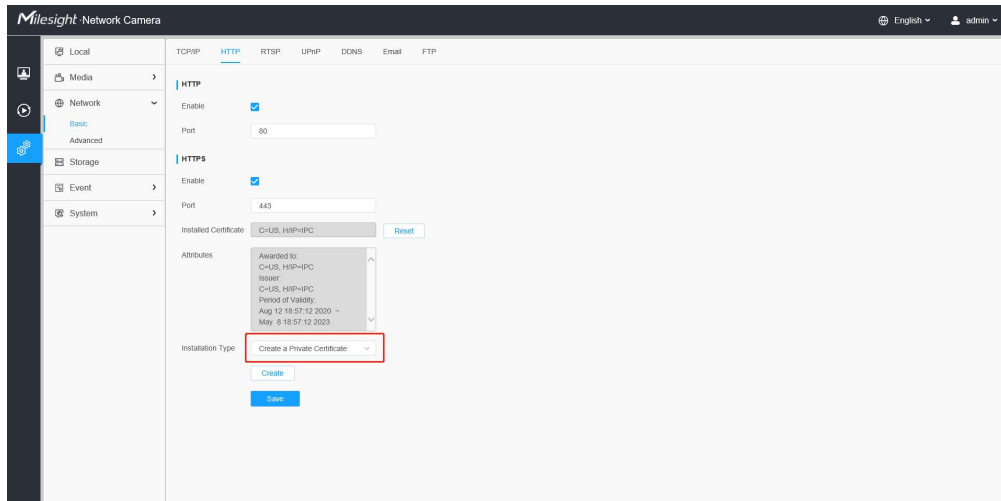 Milesight·Network Camera
English
admin
Local
Media
Network
Basic
Advanced
Storage
Event
System
TCP/IP HTTP RTSP UPnP DDNS Email FTP
HTTP
Enable
Port 80
HTTPS
Enable
Port 443
Installed Certificate C=US, H/IP=IPC Reset
Attributes
Awarded to:
C=US, H/IP=IPC
Issuer:
C=US, H/IP=IPC
Period of Validity:
Aug 12 18:57:12 2020 ~
May 8 18:57:12 2023
Installation Type Create a Private Certificate
Create
Save